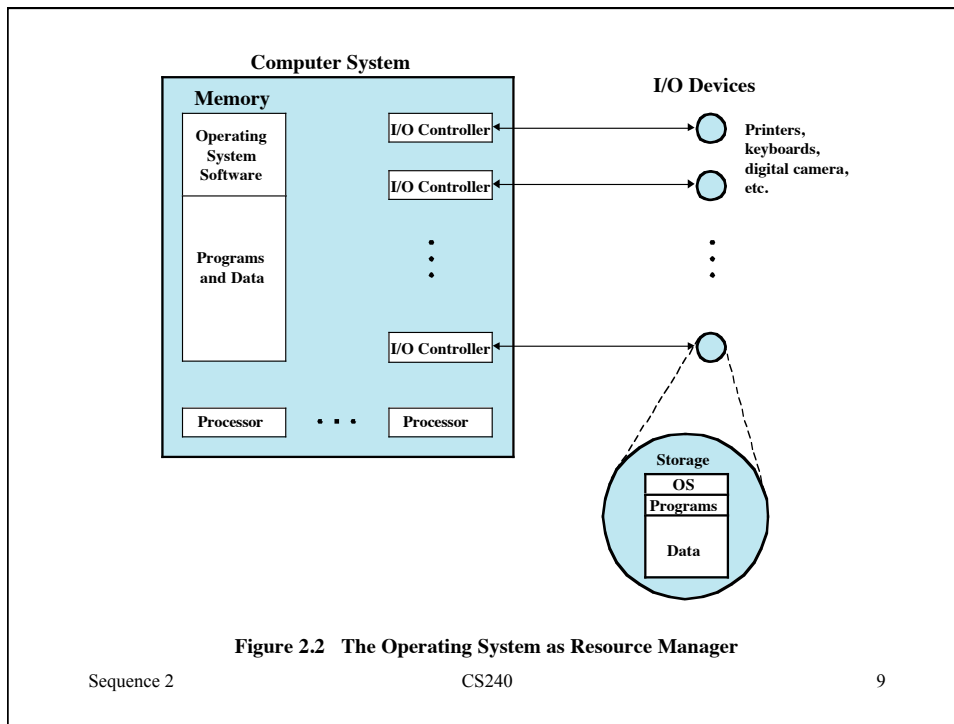 Computer System
I/O Devices
Memory
Operating
System
Software
Programs
and Data
I/O Controller
I/O Controller
I/O Controller
Processor
Processor
Printers,
keyboards,
digital camera,
etc.
Storage
OS
Programs
Data
Figure 2.2 The Operating System as Resource Manager
Sequence 2 CS240 9